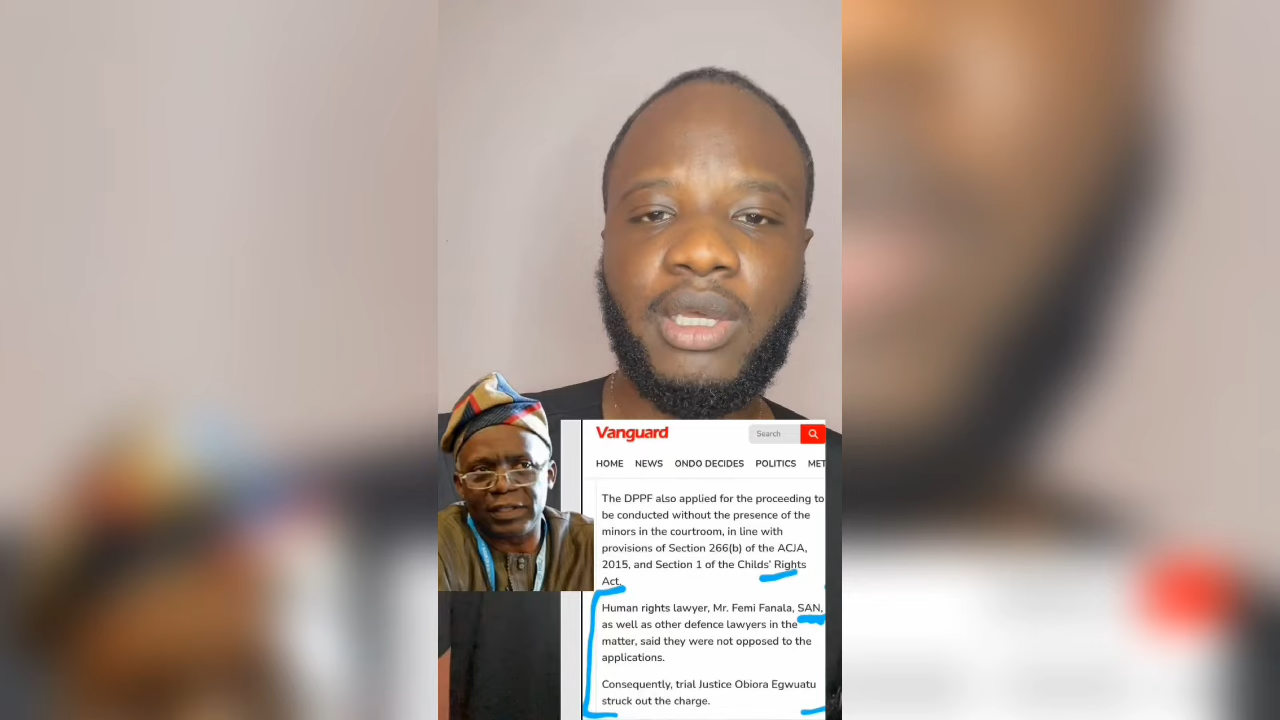 Vanguard
Search
HOME NEWS ONDO DECIDES POLITICS MET
The DPPF also applied for the proceeding to
be conducted without the presence of the
minors in the courtroom, in line with
provisions of Section 266(b) of the ACJA,
2015, and Section 1 of the Childs' Rights
Act.
Human rights lawyer, Mr. Femi Fanala, SAN,
as well as other defence lawyers in the
matter, said they were not opposed to the
applications.
Consequently, trial Justice Obiora Egwuatu
struck out the charge.